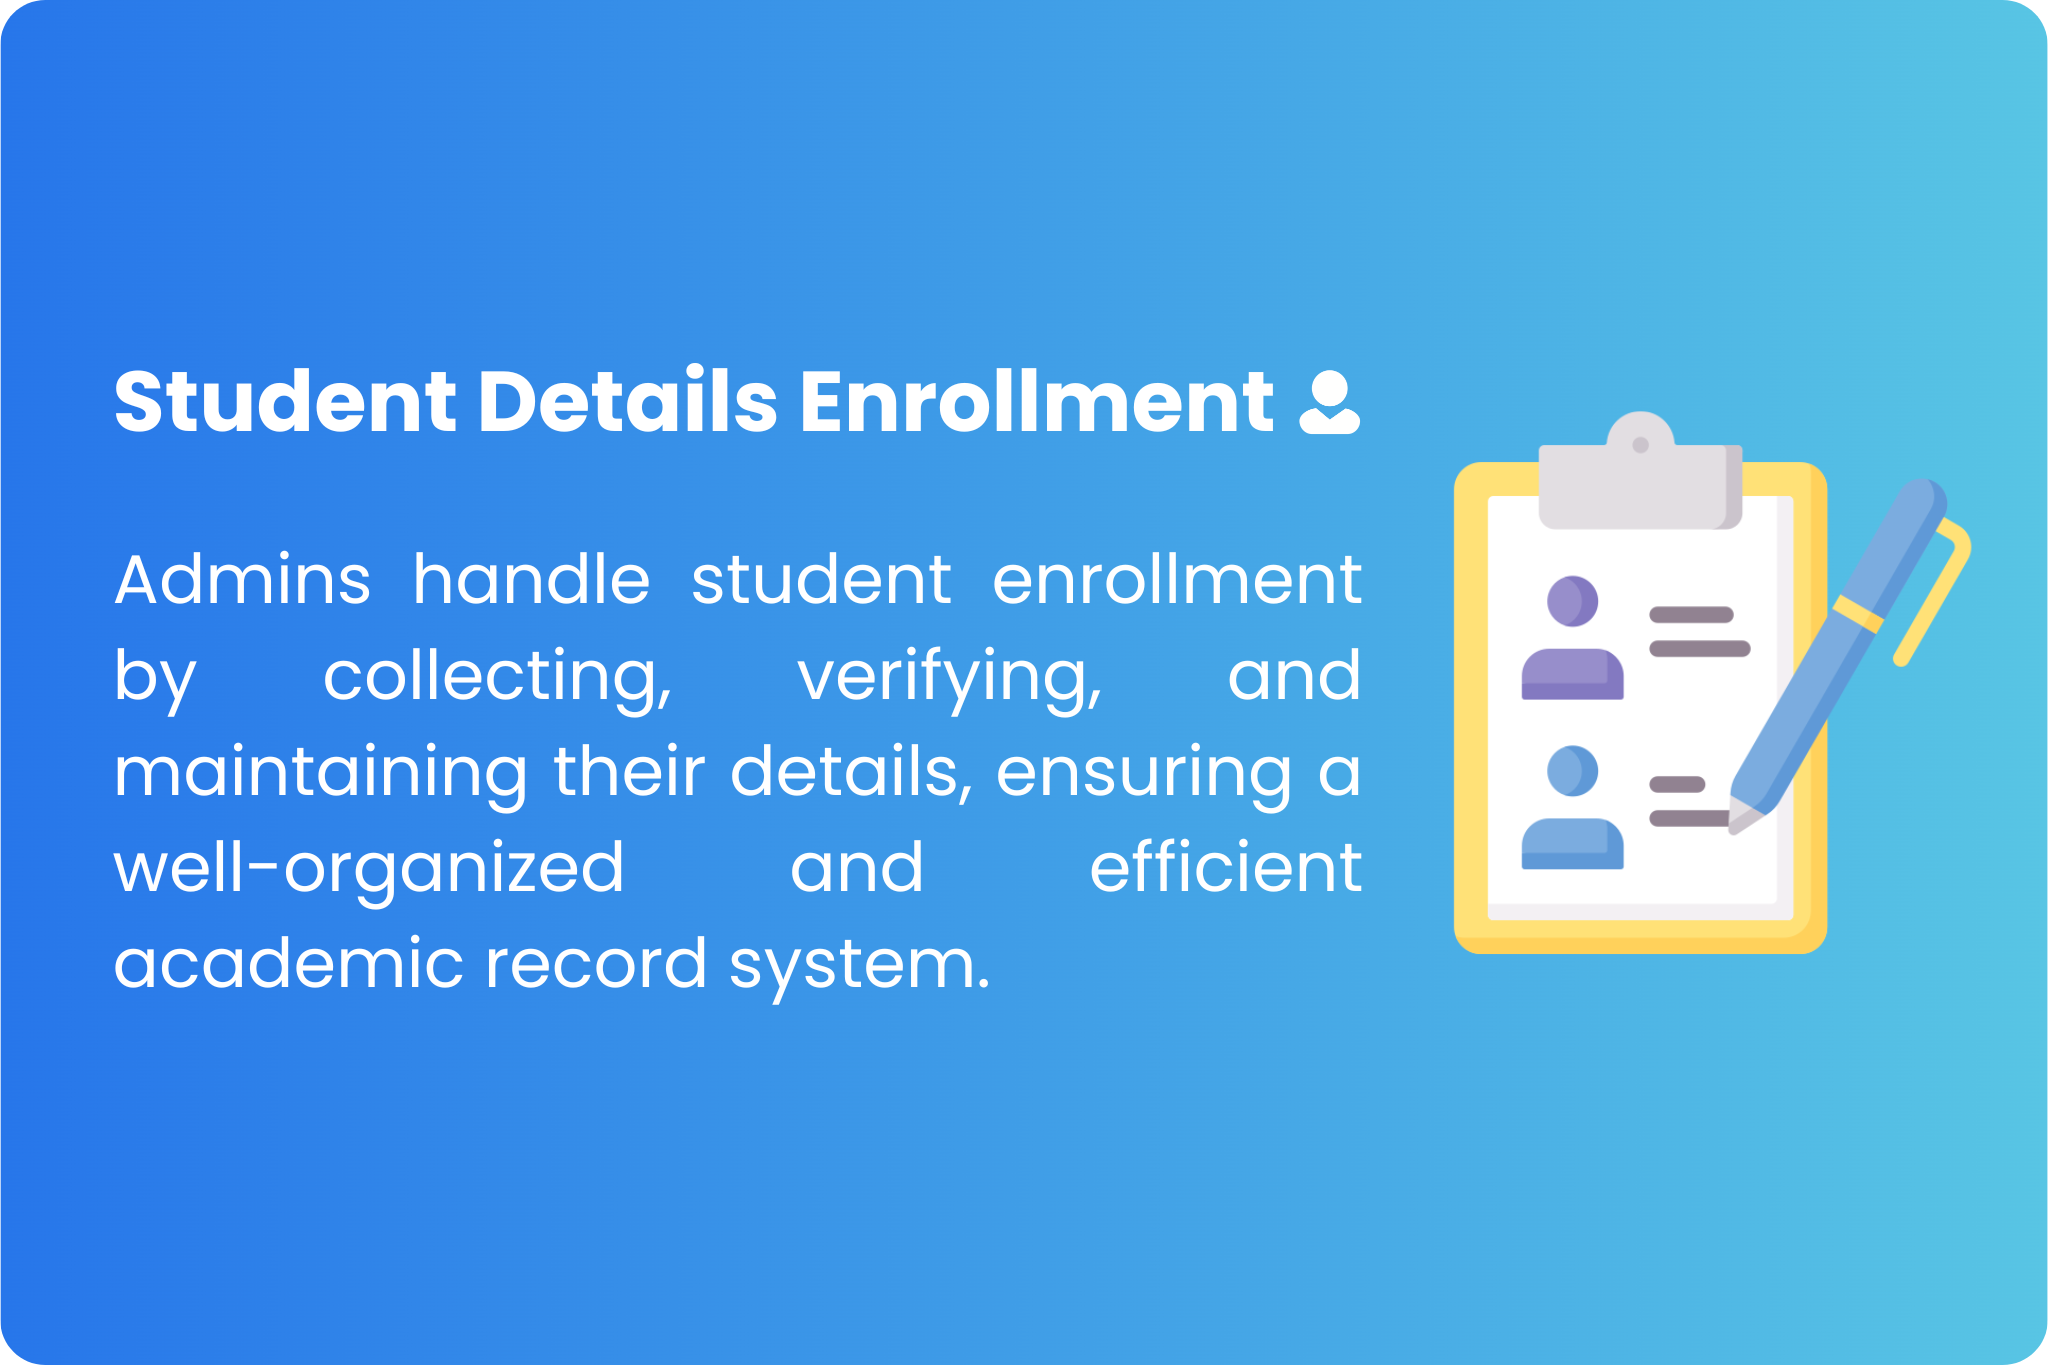 Student Details Enrollment
Admins handle student enrollment
by collecting, verifying, and
maintaining their details, ensuring a
well-organized and efficient
academic record system.